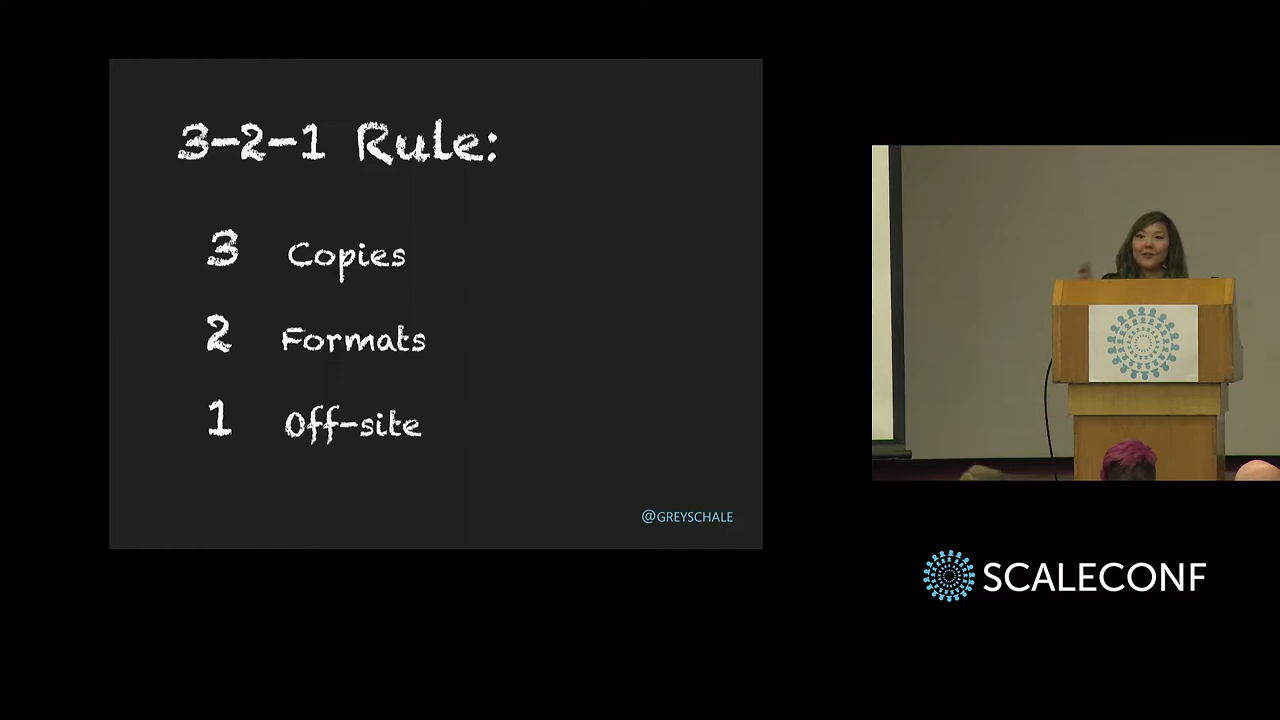 3-2-1 Rule:
3 Copies
2 Formats
1 Off-site
@GREYSCHALE
SCALECONF